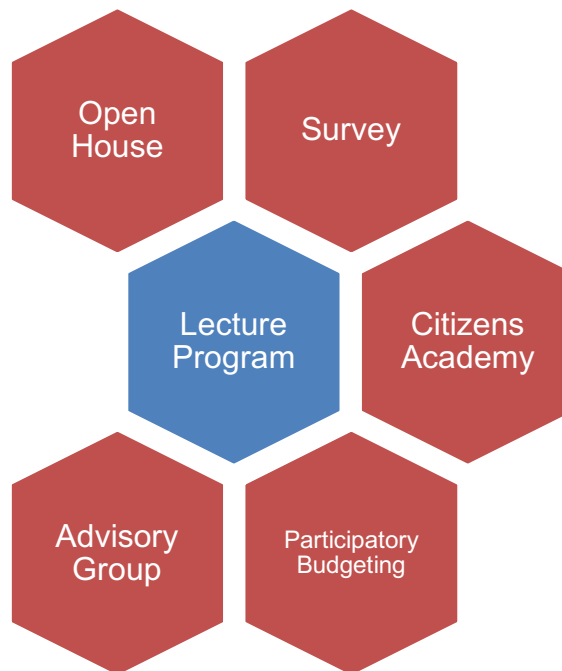 Open
House
Survey
Lecture
Program
Citizens
Academy
Advisory
Group
Participatory
Budgeting